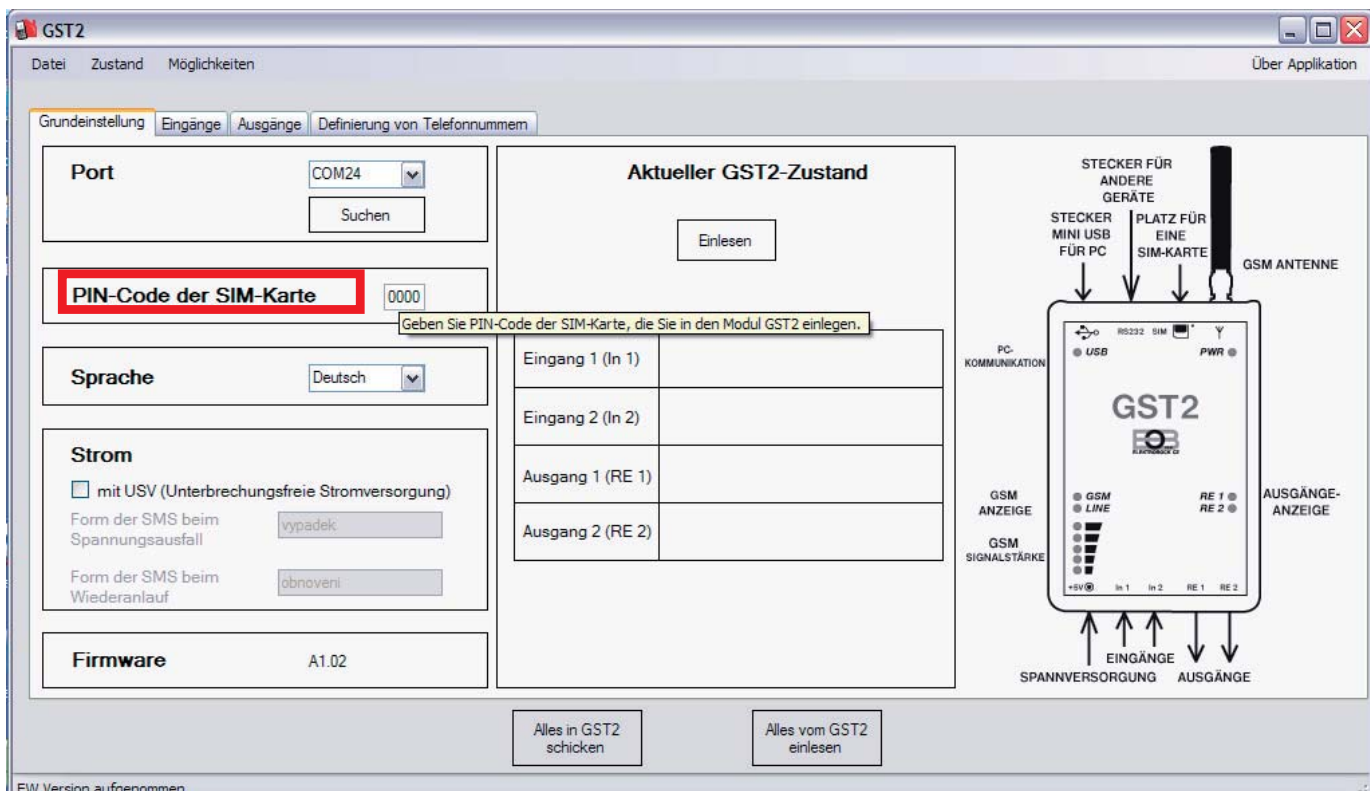 GST2
Datei Zustand Möglichkeiten Über Applikation
Grundeinstellung Eingänge Ausgänge Definierung von Telefonnummern
Port COM24
Suchen
PIN-Code der SIM-Karte 0000
Geben Sie PIN-Code der SIM-Karte, die Sie in den Modul GST2 einlegen.
Sprache Deutsch
Strom
mit USV (Unterbrechungsfreie Stromversorgung)
Form der SMS beim
Spannungsausfall
vypadek
Form der SMS beim
Wiederanlauf
obnoveni
Firmware A1.02
Aktueller GST2-Zustand
Einlesen
Eingang 1 (In 1)
Eingang 2 (In 2)
Ausgang 1 (RE 1)
Ausgang 2 (RE 2)
STECKER FÜR
ANDERE
GERÄTE
STECKER
MINI USB
FÜR PC
PLATZ FÜR
EINE
SIM-KARTE
GSM ANTENNE
RS232 SIM
PC-
KOMMUNIKATION
USB PWR
GST2
ELEKTROBOCK CZ
GSM
ANZEIGE
GSM
LINE
RE 1
RE 2
AUSGÄNGE-
ANZEIGE
GSM
SIGNALSTÄRKE
+5V In 1 In 2 RE 1 RE 2
EINGÄNGE
SPANNVERSORGUNG AUSGÄNGE
Alles in GST2
schicken
Alles vom GST2
einlesen
FW Version aufgenommen